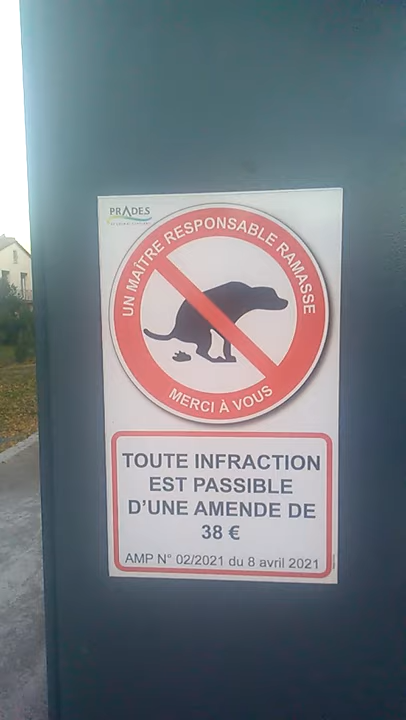 PRADES
UN MAÎTRE RESPONSABLE RAMASSE
MERCI À VOUS
TOUTE INFRACTION
EST PASSIBLE
D'UNE AMENDE DE
38 €
AMP N° 02/2021 du 8 avril 2021